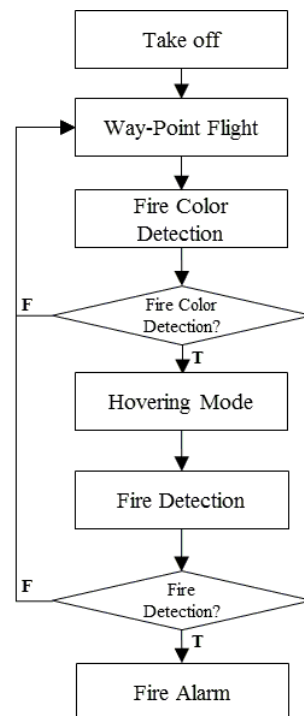 Take off
Way-Point Flight
Fire Color
Detection
F
Fire Color
Detection?
T
Hovering Mode
Fire Detection
F
Fire
Detection?
T
Fire Alarm